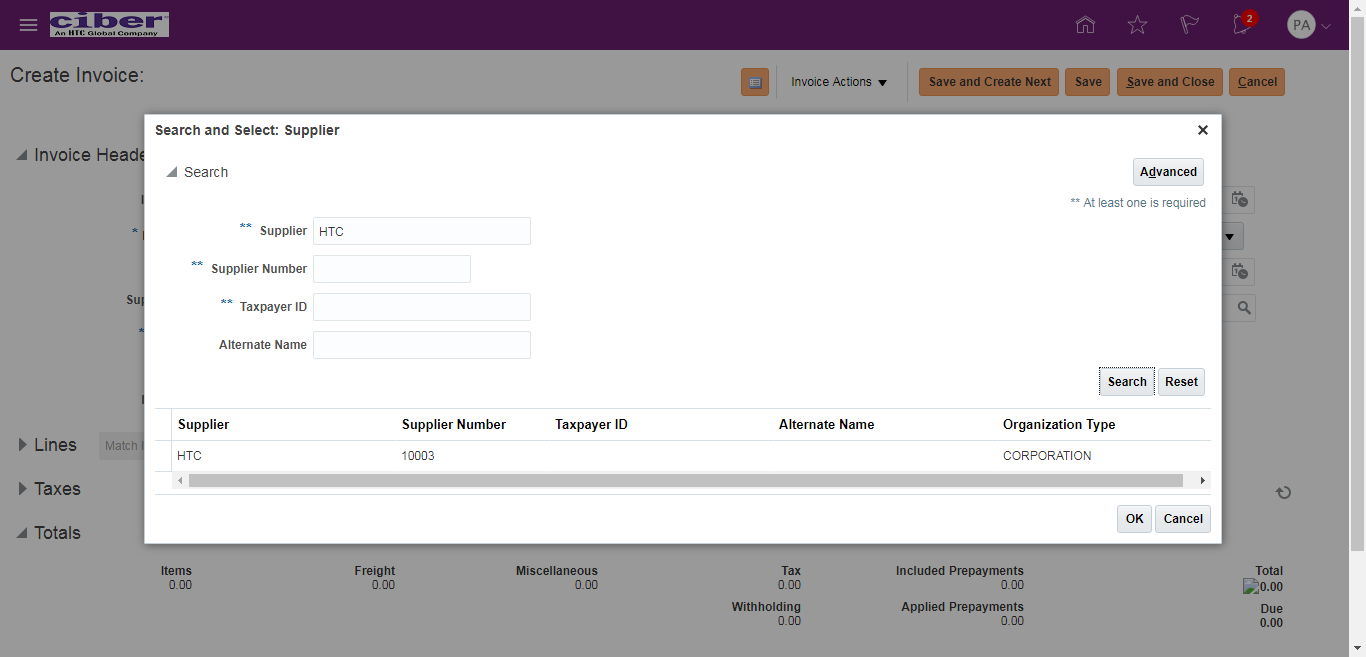 ciber
An HTC Global Company
2
PA
Create Invoice:
Invoice Actions
Save and Create Next
Save
Save and Close
Cancel
Search and Select: Supplier
Invoice Heade
Search
Advanced
** At least one is required
** Supplier HTC
** Supplier Number
** Taxpayer ID
Alternate Name
Sup
Search Reset
Supplier Supplier Number Taxpayer ID Alternate Name Organization Type
Lines Match
HTC 10003 CORPORATION
Taxes
OK Cancel
Totals
Items Freight Miscellaneous Tax Included Prepayments Total
0.00 0.00 0.00 0.00 0.00 0.00
Withholding Applied Prepayments Due
0.00 0.00 0.00